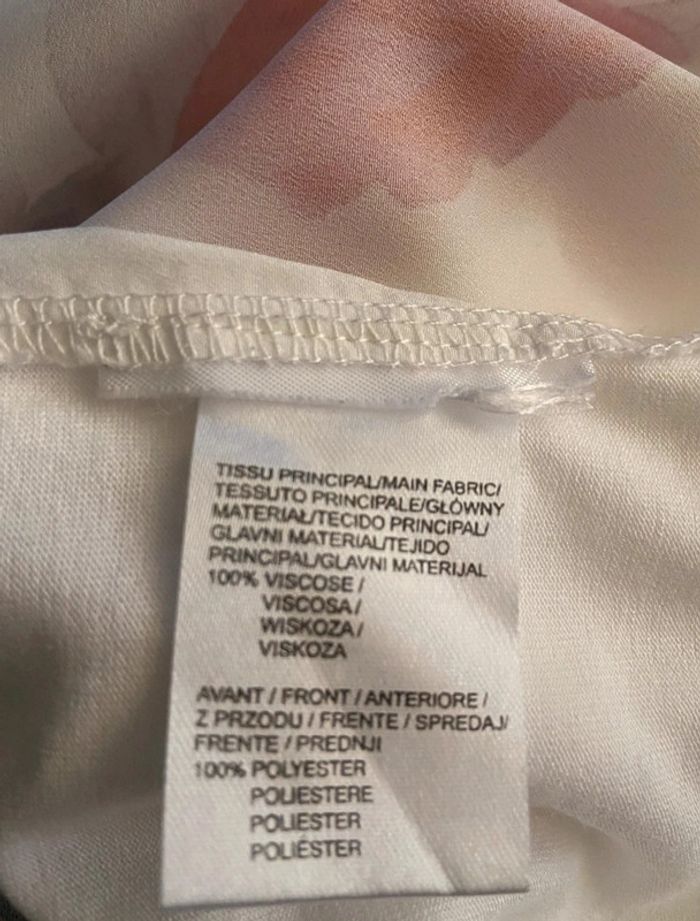 TISSU PRINCIPAL/MAIN FABRIC/
TESSUTO PRINCIPALE/GŁÓWNY
MATERIAŁ/TECIDO PRINCIPAL/
GLAVNI MATERIAL/TEJIDO
PRINCIPAL/GLAVNI MATERIJAL
100% VISCOSE /
VISCOSA /
WISKOZA /
VISKOZA
AVANT / FRONT / ANTERIORE /
Z PRZODU / FRENTE / SPREDAJ/
FRENTE / PREDNJI
100% POLYESTER
POLIESTERE
POLIESTER
POLIÉSTER